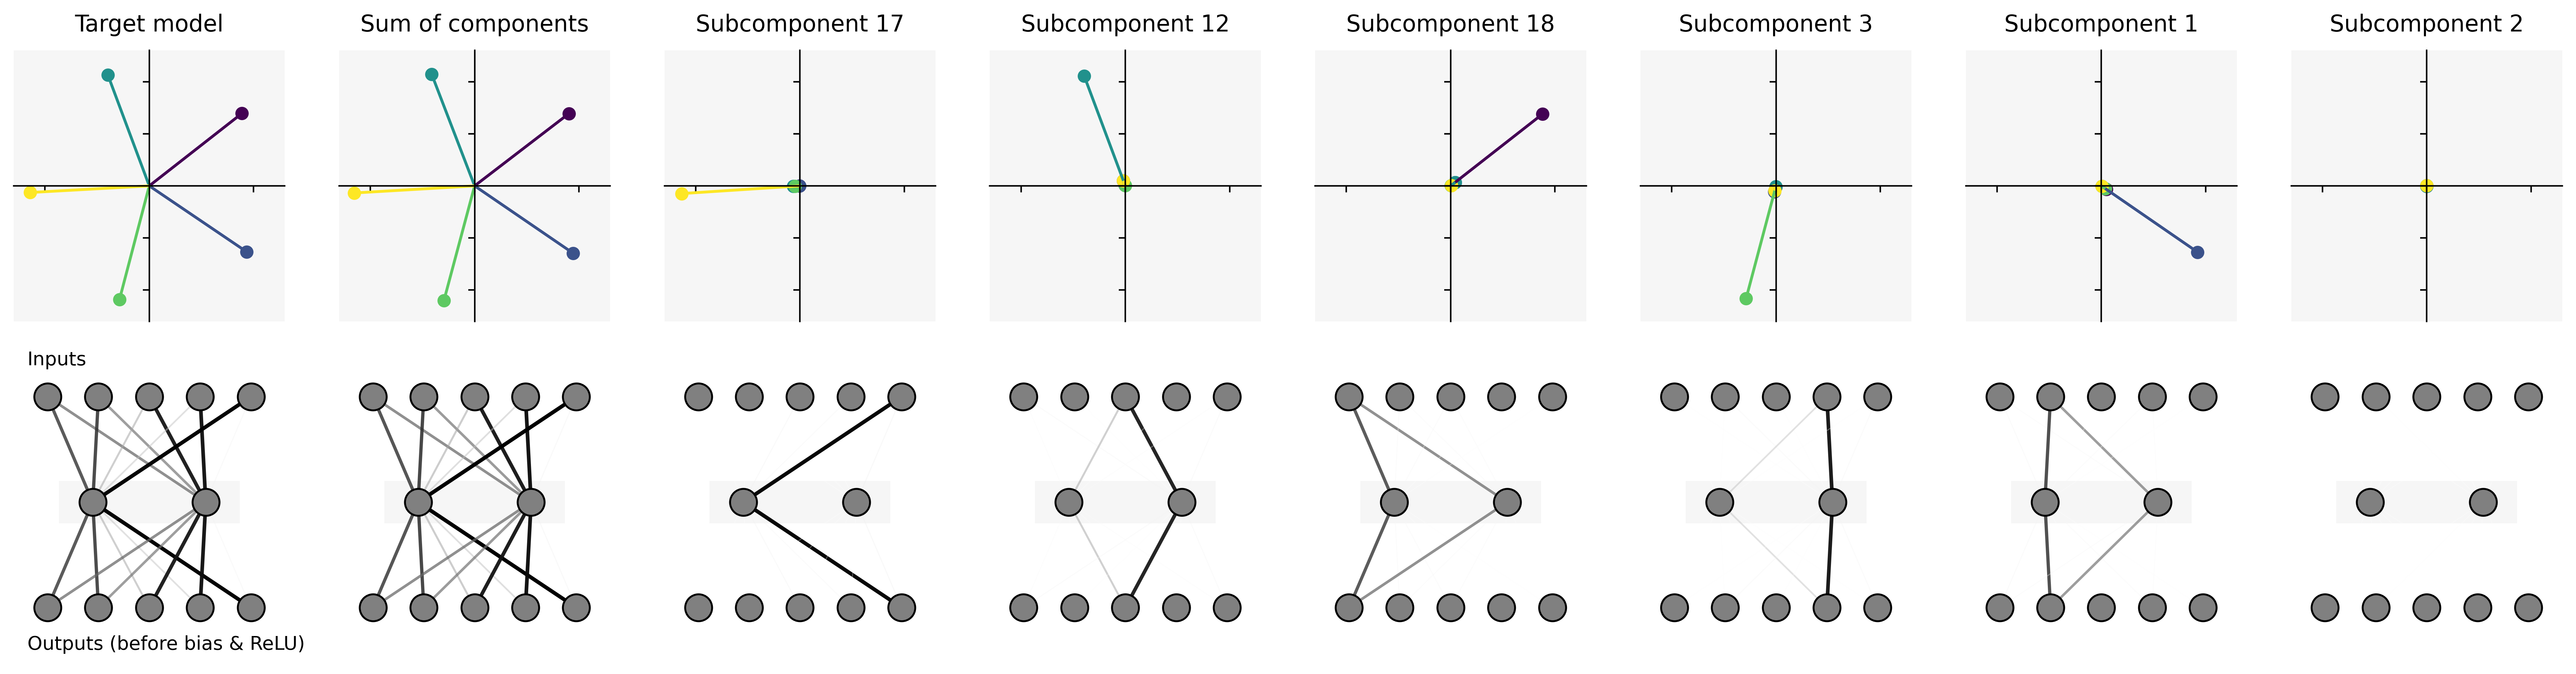 Target model
Sum of components
Subcomponent 17
Subcomponent 12
Subcomponent 18
Subcomponent 3
Subcomponent 1
Subcomponent 2
Inputs
Outputs (before bias & ReLU)